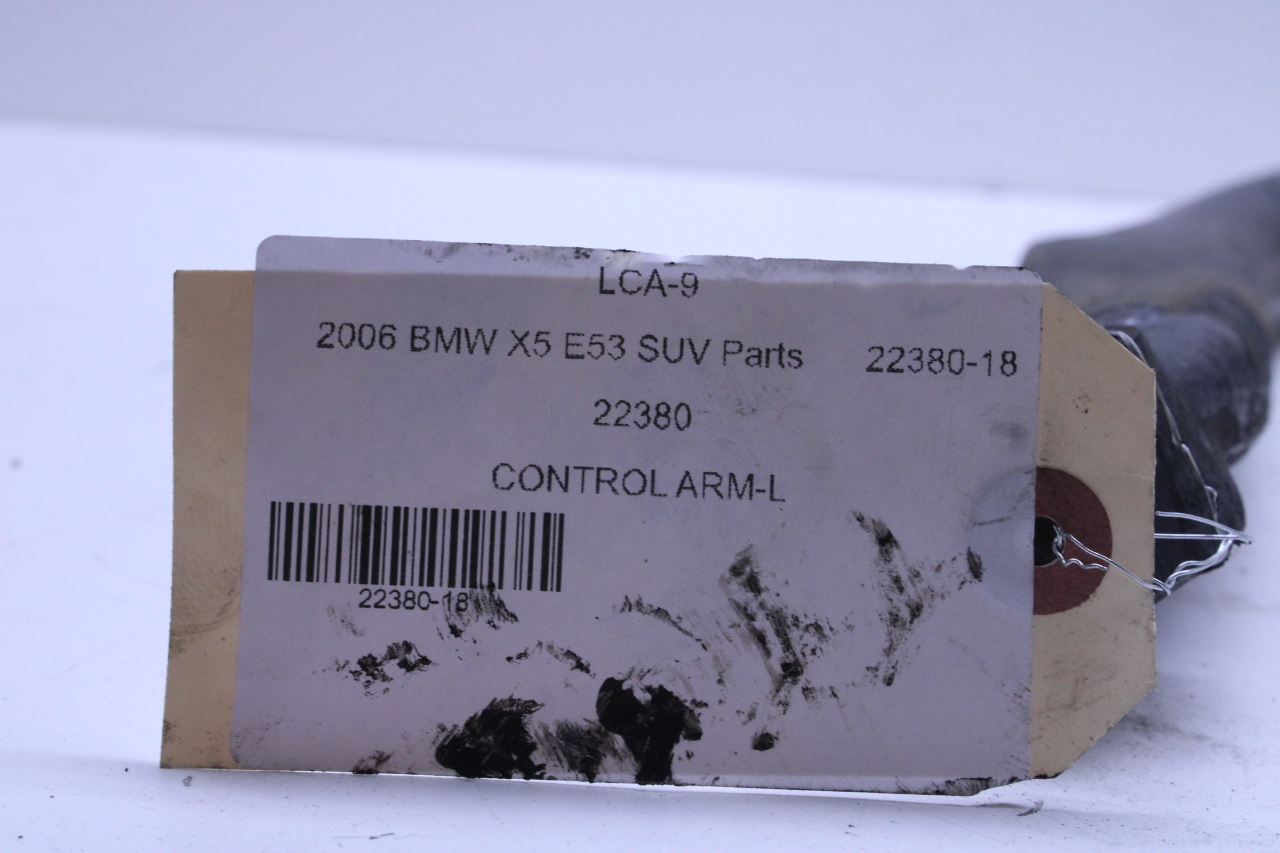 LCA-9
2006 BMW X5 E53 SUV Parts 22380-18
22380
CONTROL ARM-L
22380-18